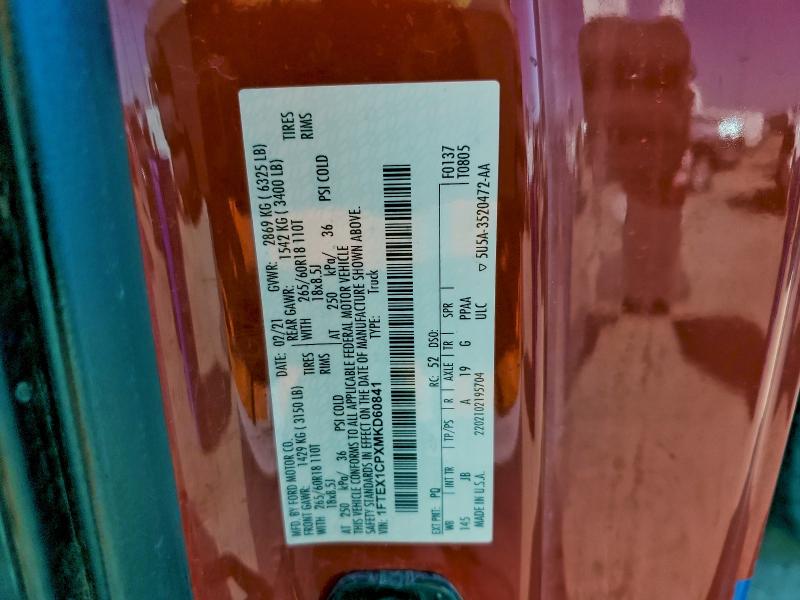 MFD. BY FORD MOTOR CO. DATE: 02/21 GVWR: 2869 KG ( 6325 LB)
FRONT GAWR: 1429 KG ( 3150 LB) REAR GAWR: 1542 KG ( 3400 LB)
WITH 265/60R18 110T TIRES WITH 265/60R18 110T TIRES
18x8.5J RIMS 18x8.5J RIMS
AT 250 kPa/ 36 PSI COLD AT 250 kPa/ 36 PSI COLD
THIS VEHICLE CONFORMS TO ALL APPLICABLE FEDERAL MOTOR VEHICLE
SAFETY STANDARDS IN EFFECT ON THE DATE OF MANUFACTURE SHOWN ABOVE.
VIN: 1FTEX1CPXMKD60841 TYPE: Truck
EXT PNT: PQ RC: 52 DSO: F0137
WB INT TR TP/PS R AXLE TR SPR T0805
145 JB A 19 G PPAA
MADE IN U.S.A. 2202102195704 ULC ▽ 5U5A-3520472-AA